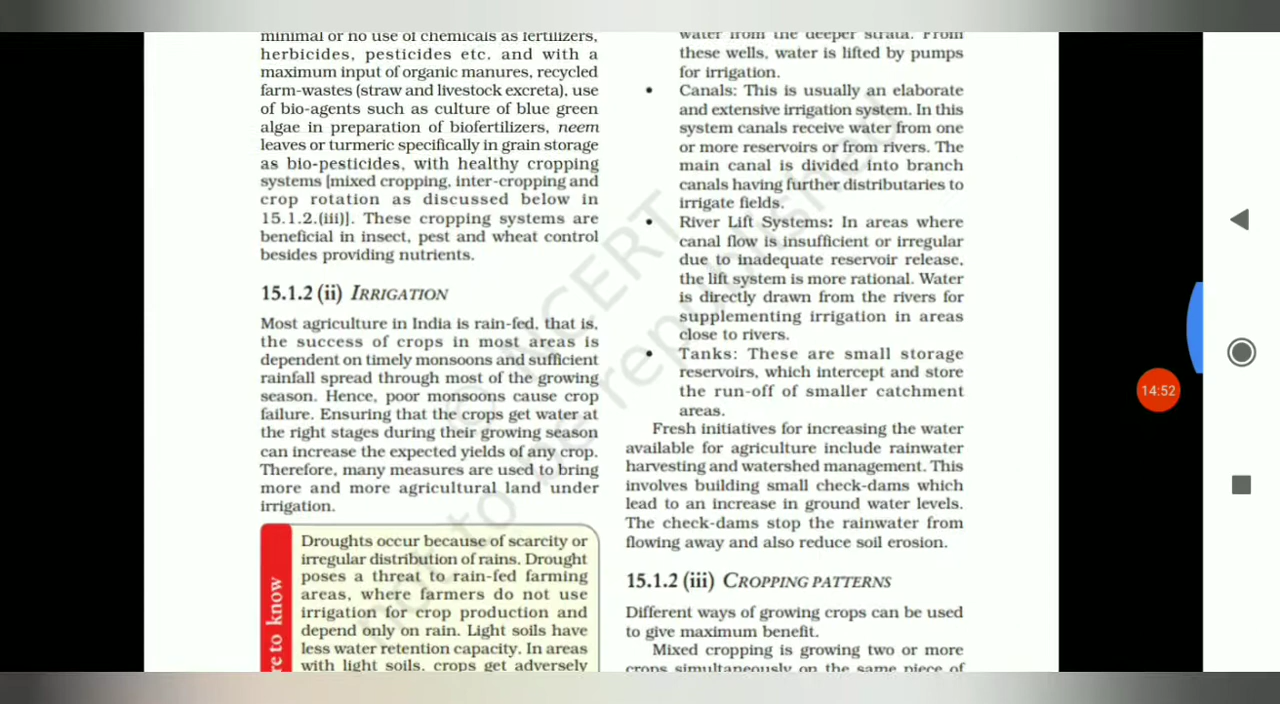 minimal or no use of chemicals as fertilizers,
herbicides, pesticides etc. and with a
maximum input of organic manures, recycled
farm-wastes (straw and livestock excreta), use
of bio-agents such as culture of blue green
algae in preparation of biofertilizers, neem
leaves or turmeric specifically in grain storage
as bio-pesticides, with healthy cropping
systems [mixed cropping, inter-cropping and
crop rotation as discussed below in
15.1.2.(iii)]. These cropping systems are
beneficial in insect, pest and wheat control
besides providing nutrients.
15.1.2 (ii) IRRIGATION
Most agriculture in India is rain-fed, that is,
the success of crops in most areas is
dependent on timely monsoons and sufficient
rainfall spread through most of the growing
season. Hence, poor monsoons cause crop
failure. Ensuring that the crops get water at
the right stages during their growing season
can increase the expected yields of any crop.
Therefore, many measures are used to bring
more and more agricultural land under
irrigation.
re to know
Droughts occur because of scarcity or
irregular distribution of rains. Drought
poses a threat to rain-fed farming
areas, where farmers do not use
irrigation for crop production and
depend only on rain. Light soils have
less water retention capacity. In areas
with light soils, crops get adversely
water from the deeper strata. From
these wells, water is lifted by pumps
for irrigation.
• Canals: This is usually an elaborate
and extensive irrigation system. In this
system canals receive water from one
or more reservoirs or from rivers. The
main canal is divided into branch
canals having further distributaries to
irrigate fields.
• River Lift Systems: In areas where
canal flow is insufficient or irregular
due to inadequate reservoir release,
the lift system is more rational. Water
is directly drawn from the rivers for
supplementing irrigation in areas
close to rivers.
• Tanks: These are small storage
reservoirs, which intercept and store
the run-off of smaller catchment
areas.
Fresh initiatives for increasing the water
available for agriculture include rainwater
harvesting and watershed management. This
involves building small check-dams which
lead to an increase in ground water levels.
The check-dams stop the rainwater from
flowing away and also reduce soil erosion.
15.1.2 (iii) CROPPING PATTERNS
Different ways of growing crops can be used
to give maximum benefit.
Mixed cropping is growing two or more
crops simultaneously on the same piece of
© NCERT
not to be republished
14:52